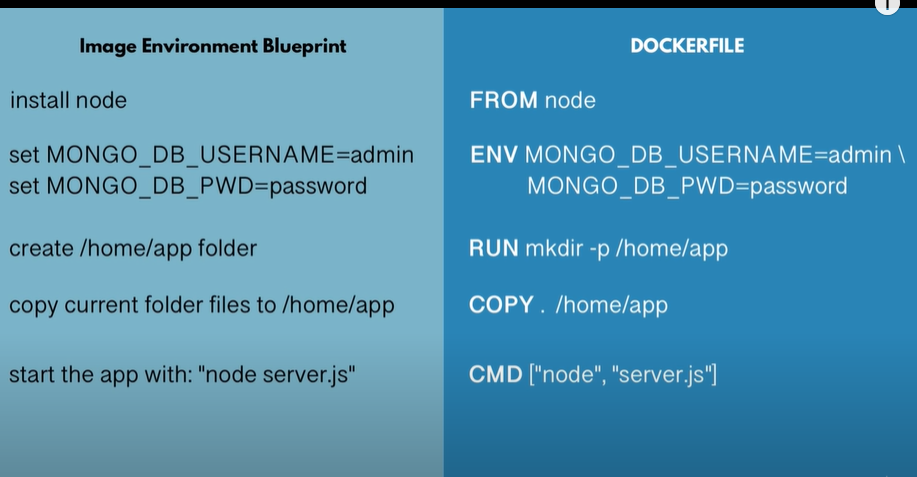 Image Environment Blueprint
install node
set MONGO_DB_USERNAME=admin
set MONGO_DB_PWD=password
create /home/app folder
copy current folder files to /home/app
start the app with: "node server.js"
DOCKERFILE
FROM node
ENV MONGO_DB_USERNAME=admin \
MONGO_DB_PWD=password
RUN mkdir -p /home/app
COPY . /home/app
CMD ["node", "server.js"]